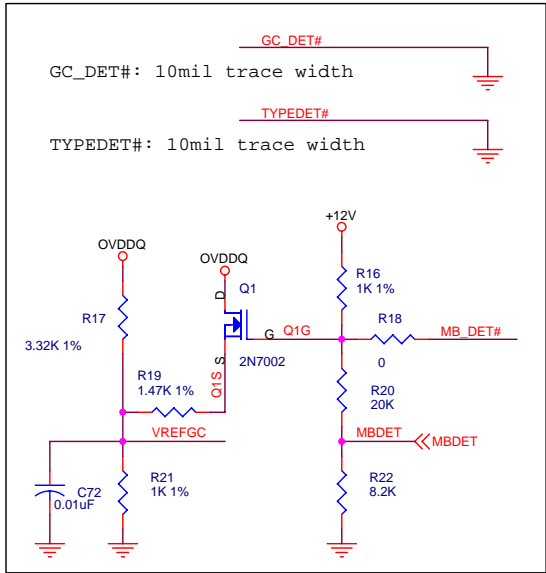 GC_DET#
GC_DET#: 10mil trace width
TYPEDET#
TYPEDET#: 10mil trace width
+12V
OVDDQ
OVDDQ
R16
1K 1%
D
Q1
R17
R18
Q1G
G
MB_DET#
3.32K 1%
S
2N7002
0
R19
1.47K 1%
Q1S
R20
20K
VREFGC
MBDET
MBDET
R21
1K 1%
R22
8.2K
C72
0.01uF